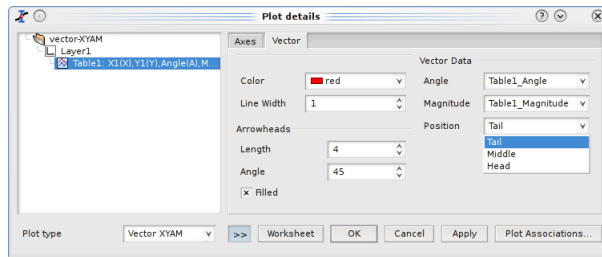 Plot details
vector-XYAM
Layer1
Table1: X1(X),Y1(Y),Angle(A),M...
Axes Vector
Color red
Line Width 1
Arrowheads
Length 4
Angle 45
Filled
Vector Data
Angle Table1_Angle
Magnitude Table1_Magnitude
Position Tail
Tail
Middle
Head
Plot type Vector XYAM
>> Worksheet OK Cancel Apply Plot Associations...